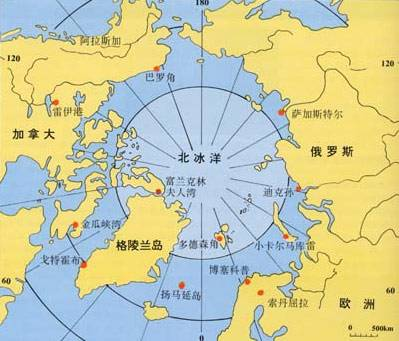 180
阿拉斯加
120
120
巴罗角
雷伊港
萨加斯特尔
加拿大
北冰洋
俄罗斯
富兰克林
夫人湾
迪克孙
金瓜峡湾
格陵兰岛
多德森角
小卡尔马库雷
戈特霍布
博塞科普
60
扬马延岛
索丹屈拉
欧洲
60
0
0 500km